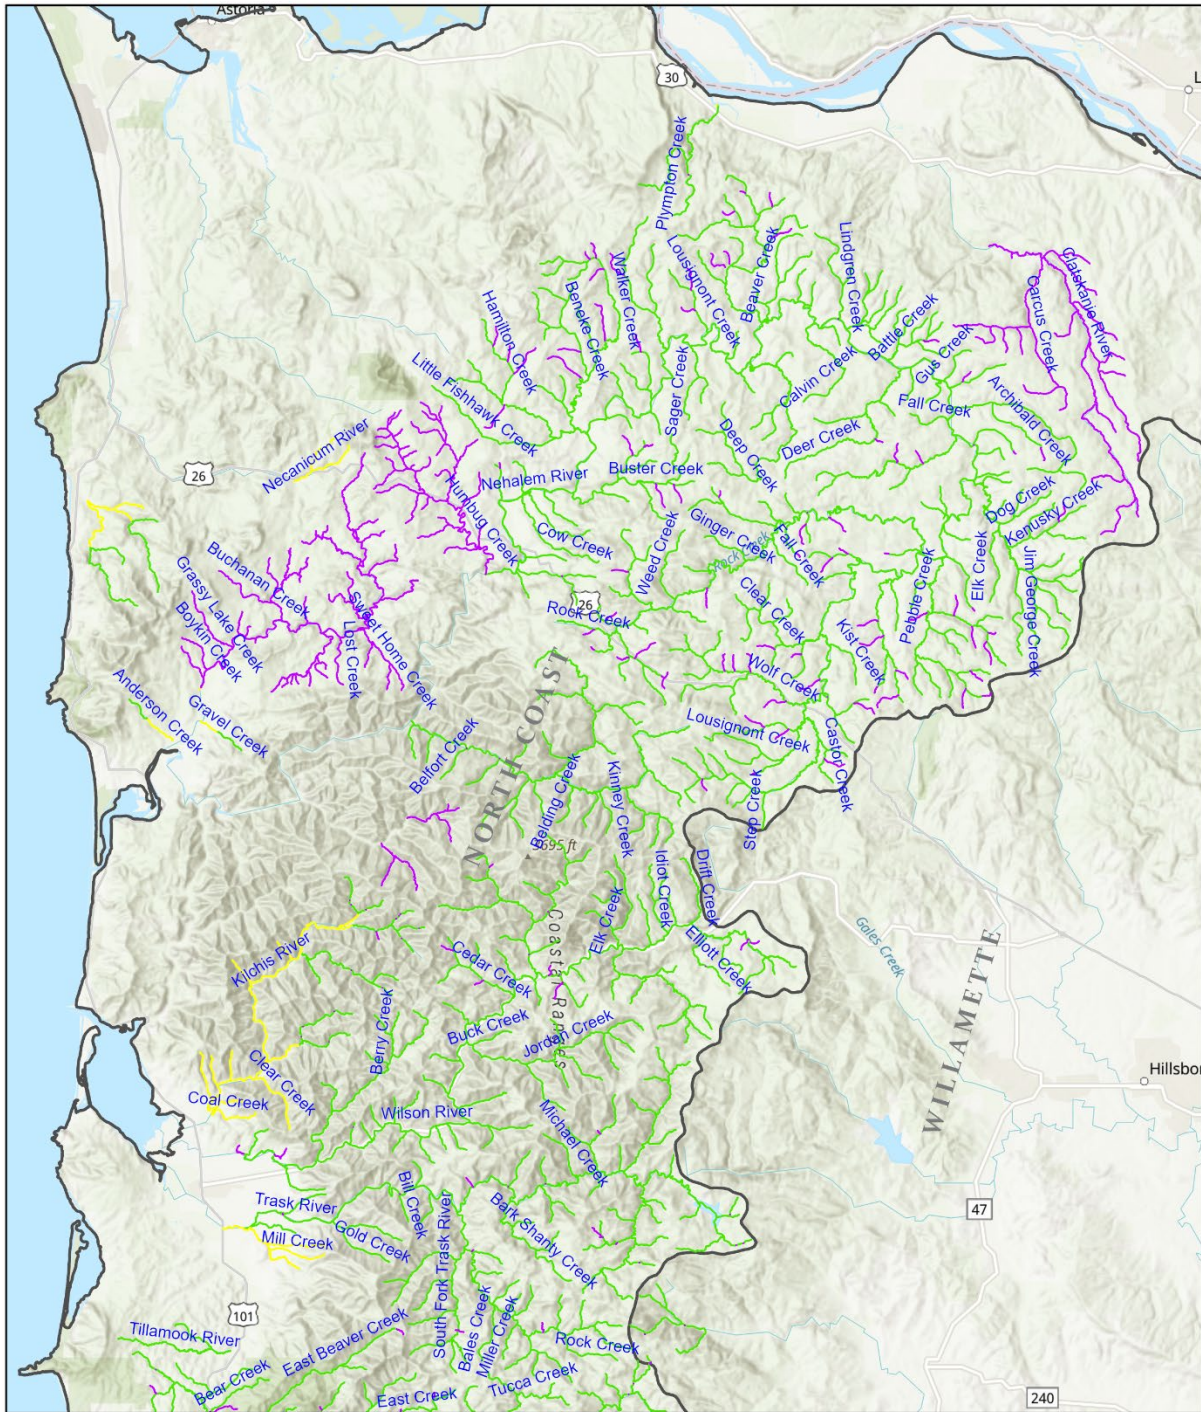 Astoria
30
L
Plympton Creek
Lindgren Creek
Lousignont Creek
Beaver Creek
Walker Creek
Clatskanie River
Carcus Creek
Beneke Creek
Hamilton Creek
Battle Creek
Gus Creek
Little Fishhawk Creek
Sager Creek
Calvin Creek
Archibald Creek
Fall Creek
Necanicum River
Deep Creek
Deer Creek
26
Nehalem River
Buster Creek
Humbug Creek
Dog Creek
Kenusky Creek
Ginger Creek
Cow Creek
Weed Creek
Rock Creek
Fall Creek
Elk Creek
Jim George Creek
Pebble Creek
Buchanan Creek
Grassy Lake Creek
Boykin Creek
Sweet Home Creek
Lost Creek
26
Rock Creek
Clear Creek
Kist Creek
Wolf Creek
Anderson Creek
Gravel Creek
NORTH COAST
Lousignont Creek
Castor Creek
Belfort Creek
Belding Creek
Kinney Creek
Step Creek
3695 ft
Idiot Creek
Drift Creek
Elk Creek
Coastal Ranges
Elliott Creek
Gales Creek
Kilchis River
Cedar Creek
WILLAMETTE
Berry Creek
Buck Creek
Jordan Creek
Clear Creek
Hillsbor
Coal Creek
Wilson River
Michael Creek
Trask River
Bill Creek
South Fork Trask River
Bark Shanty Creek
47
Mill Creek
Gold Creek
101
Tillamook River
East Beaver Creek
Bales Creek
Miller Creek
Rock Creek
Bear Creek
East Creek
Tucca Creek
240